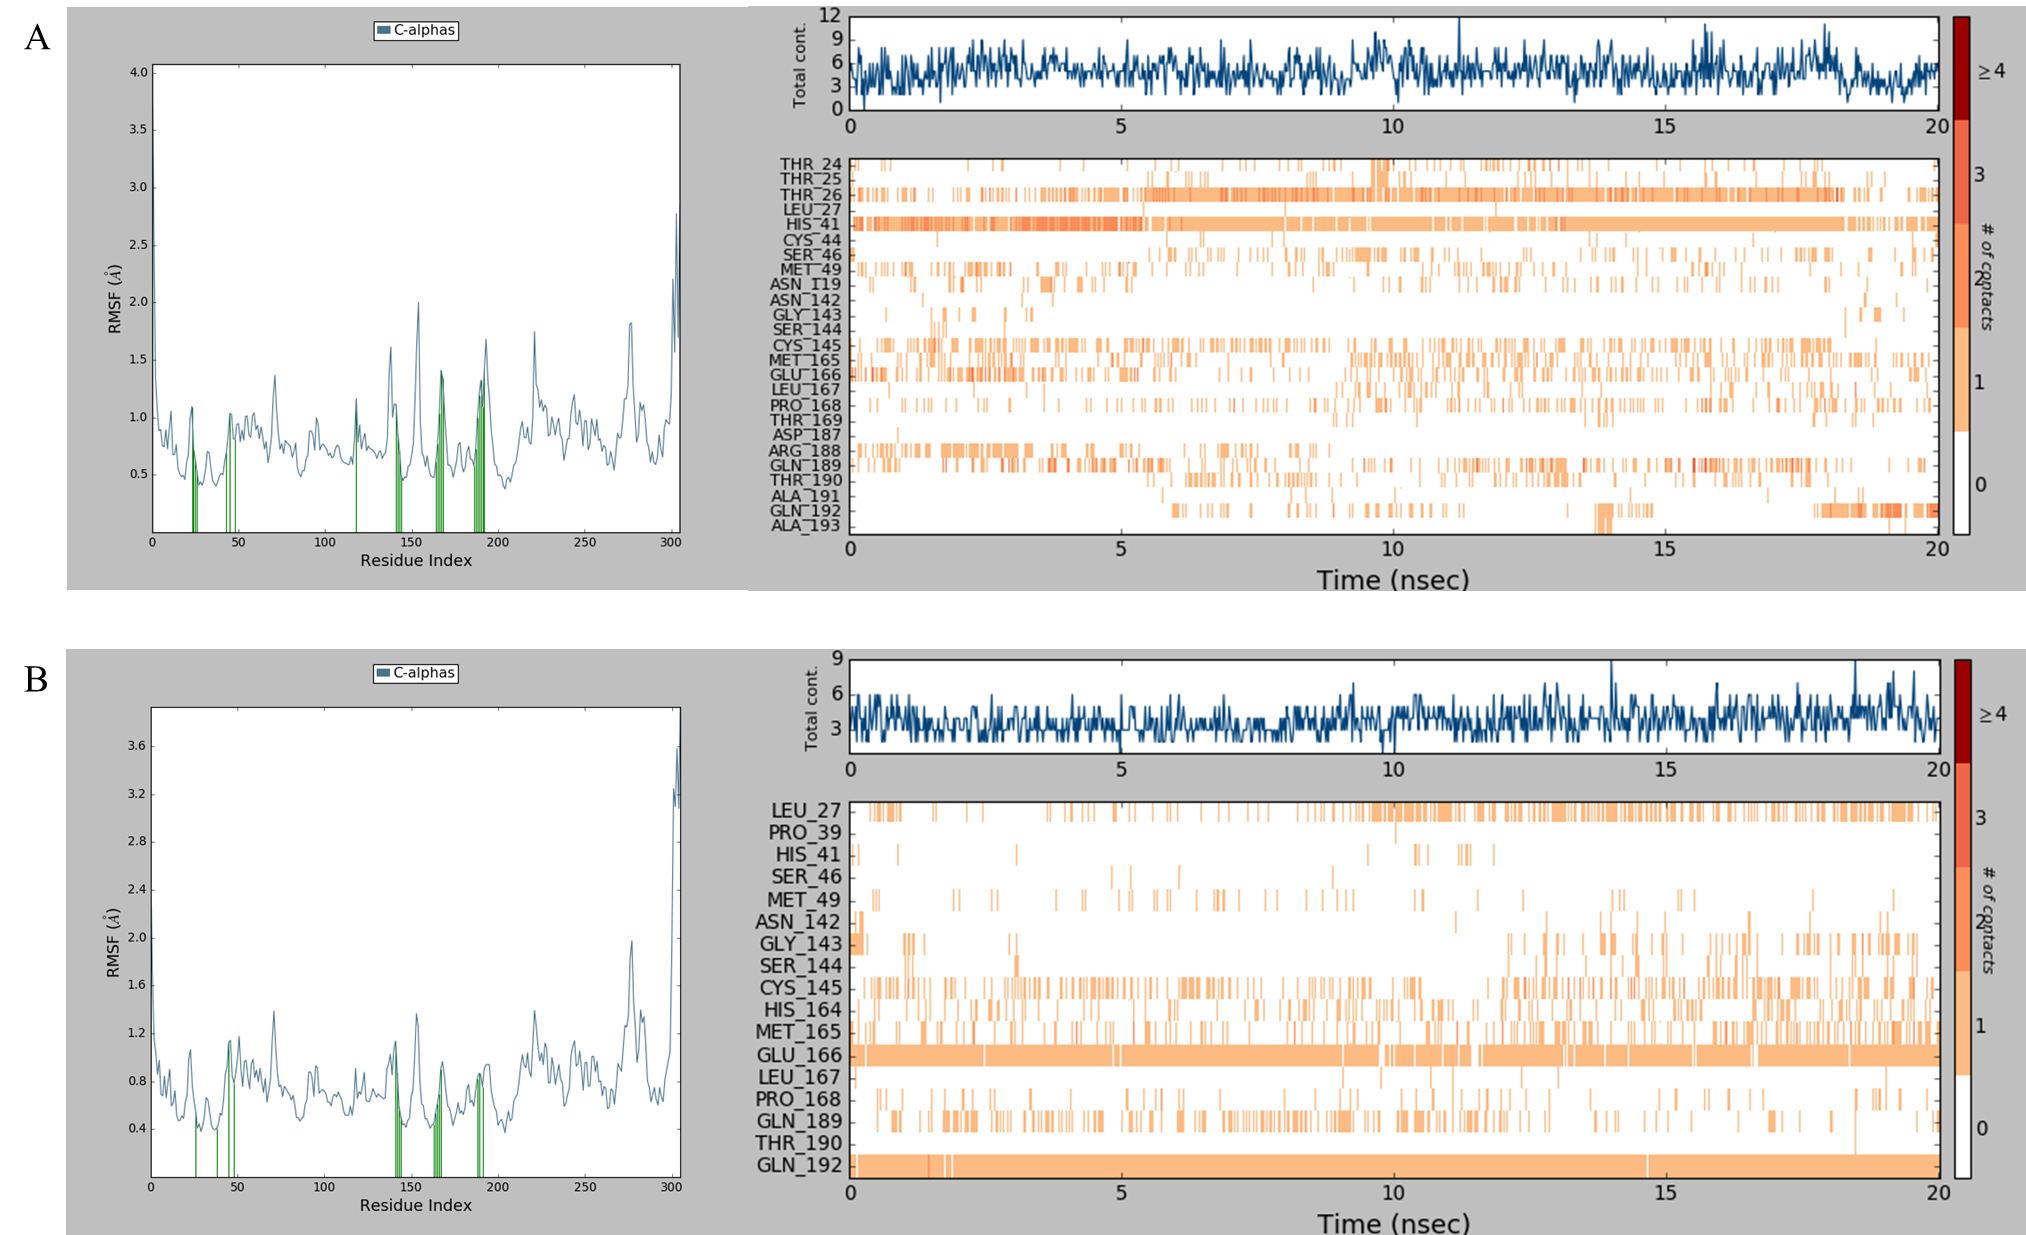 A
C-alphas
4.0
3.5
3.0
2.5
2.0
1.5
1.0
0.5
RMSF (Å)
0 50 100 150 200 250 300
Residue Index
Total cont.
12
9
6
3
0
0 5 10 15 20
THR_24
THR_25
THR_26
LEU_27
HIS_41
CYS_44
SER_46
MET_49
ASN_119
ASN_142
GLY_143
SER_144
CYS_145
MET_165
GLU_166
LEU_167
PRO_168
THR_169
ASP_187
ARG_188
GLN_189
THR_190
ALA_191
GLN_192
ALA_193
0 5 10 15 20
Time (nsec)
≥4
3
2
1
0
# of contacts
B
C-alphas
3.6
3.2
2.8
2.4
2.0
1.6
1.2
0.8
0.4
RMSF (Å)
0 50 100 150 200 250 300
Residue Index
Total cont.
9
6
3
0 5 10 15 20
LEU_27
PRO_39
HIS_41
SER_46
MET_49
ASN_142
GLY_143
SER_144
CYS_145
HIS_164
MET_165
GLU_166
LEU_167
PRO_168
GLN_189
THR_190
GLN_192
0 5 10 15 20
Time (nsec)
≥4
3
2
1
0
# of contacts